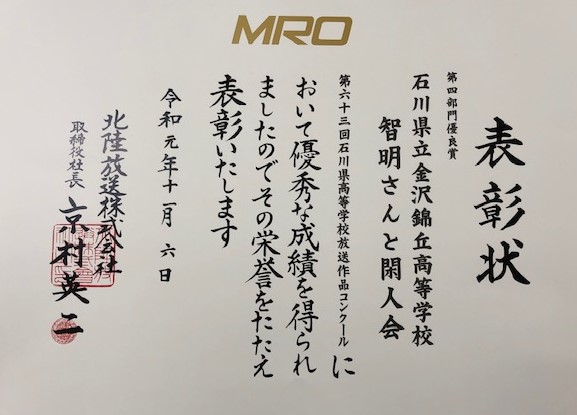 MRO
表彰状
第四部門優良賞
石川県立金沢錦丘高等学校
智明さんと閑人会
第六十三回石川県高等学校放送作品コンクールに
おいて優秀な成績を得られ
ましたのでその栄誉をたたえ
表彰いたします
令和元年十一月六日
北陸放送株式会社
取締役社長 京村英二